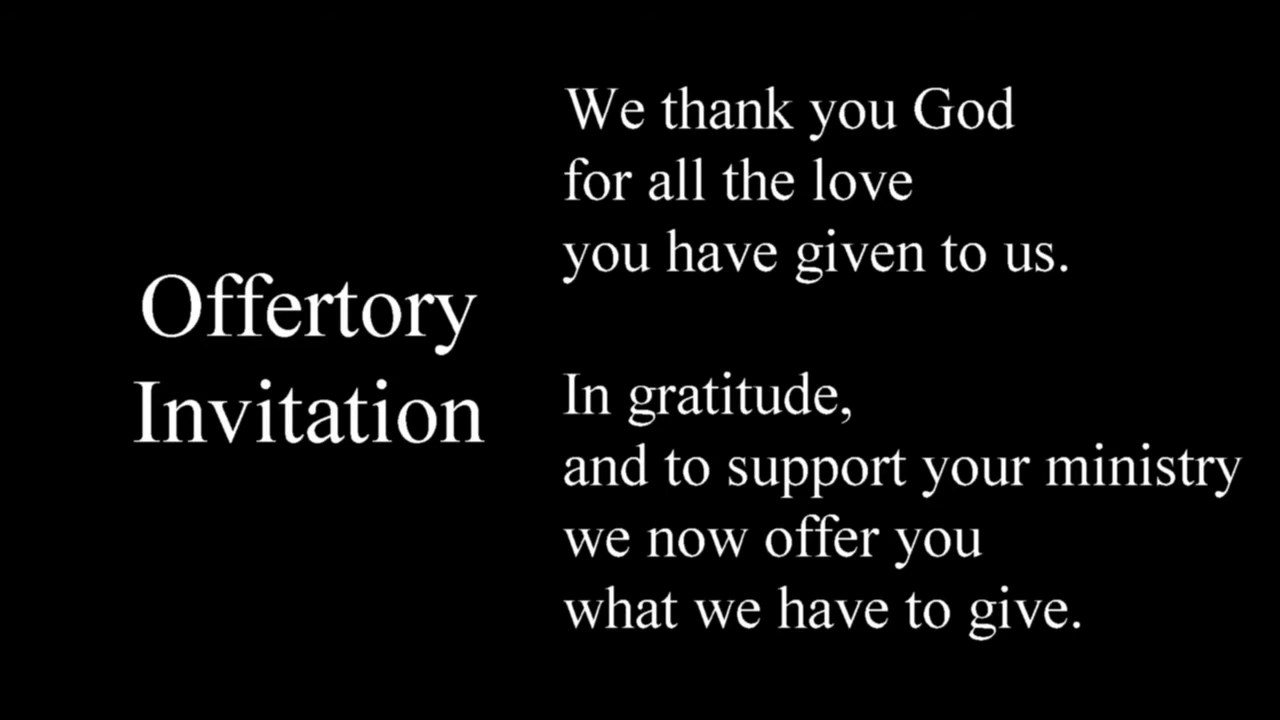 Offertory
Invitation
We thank you God
for all the love
you have given to us.
In gratitude,
and to support your ministry
we now offer you
what we have to give.